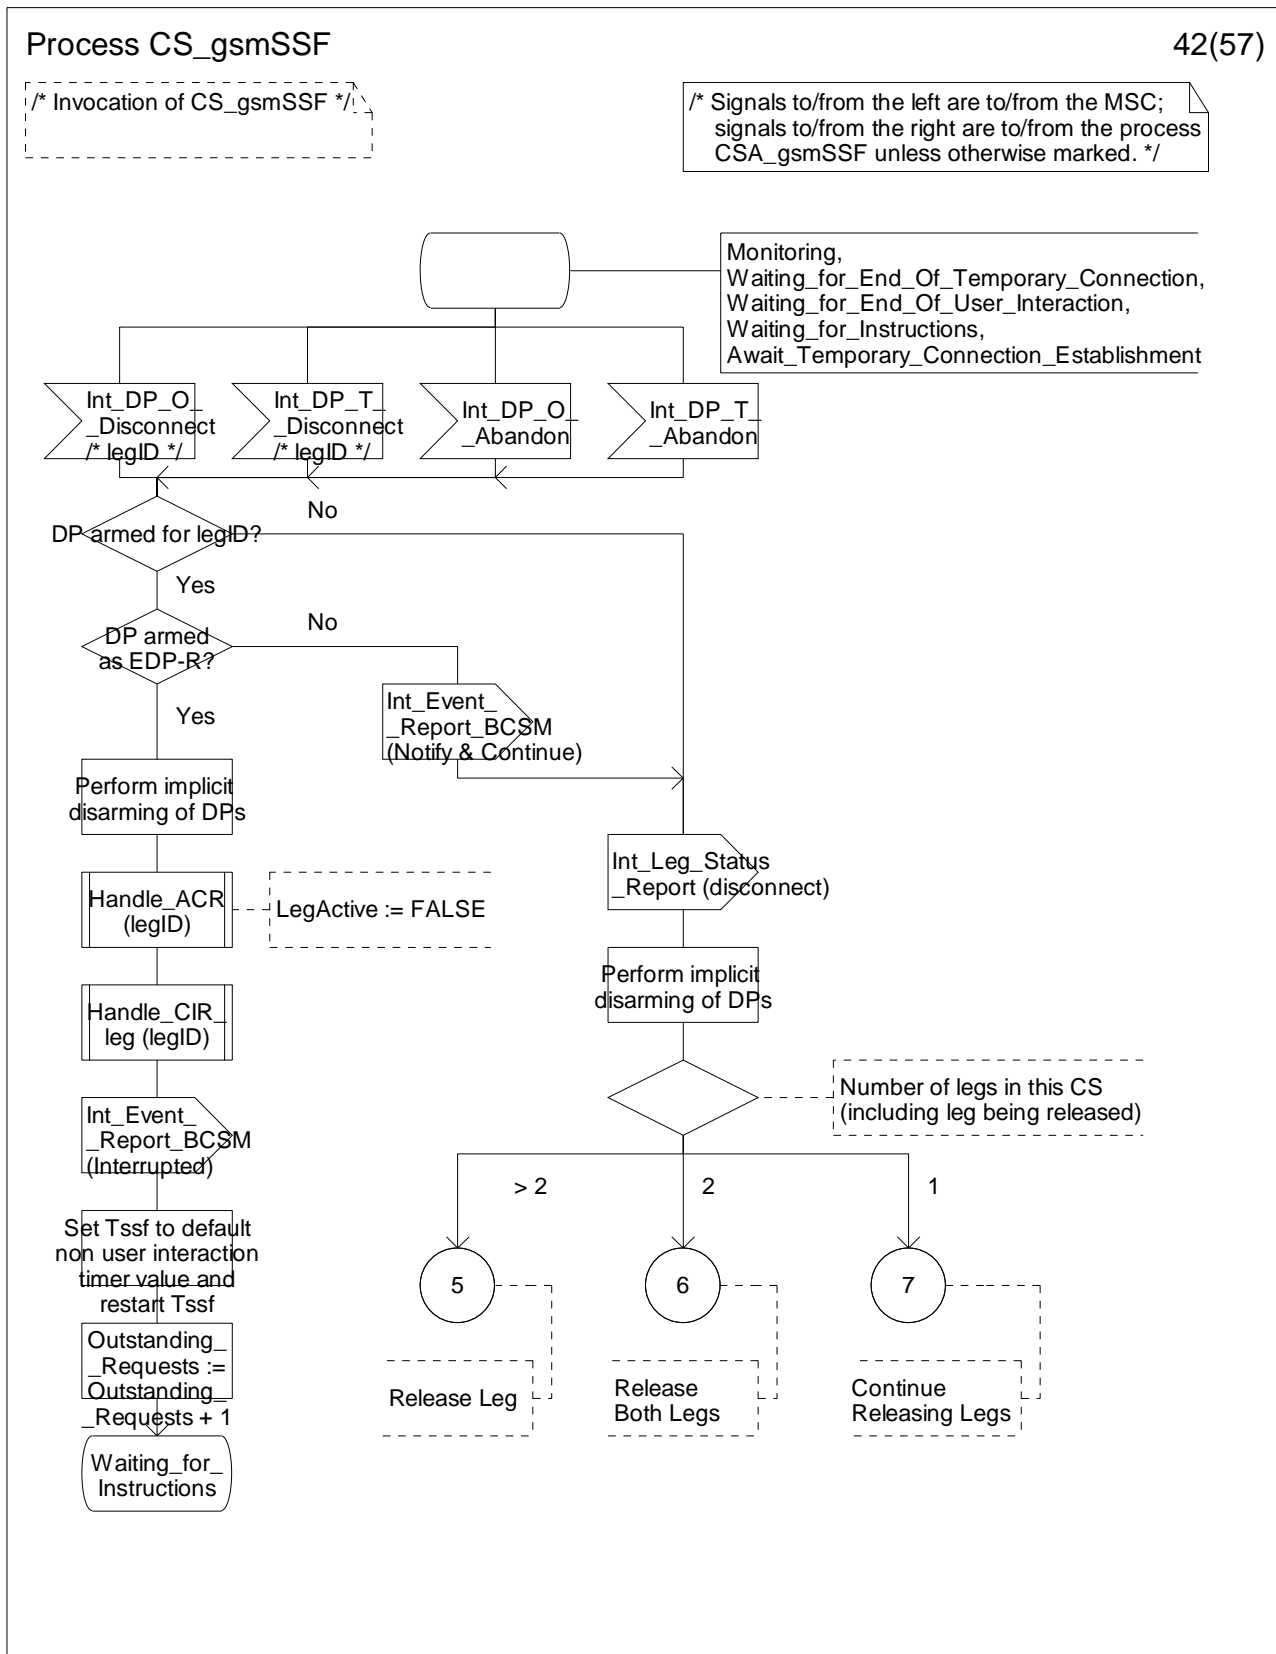 Process CS_gsmSSF
42(57)
/* Invocation of CS_gsmSSF */
/* Signals to/from the left are to/from the MSC;
signals to/from the right are to/from the process
CSA_gsmSSF unless otherwise marked. */
Monitoring,
Waiting_for_End_Of_Temporary_Connection,
Waiting_for_End_Of_User_Interaction,
Waiting_for_Instructions,
Await_Temporary_Connection_Establishment
Int_DP_O_
_Disconnect
/* legID */
Int_DP_T_
_Disconnect
/* legID */
Int_DP_O_
_Abandon
Int_DP_T_
_Abandon
No
DP armed for legID?
Yes
No
DP armed
as EDP-R?
Yes
Int_Event_
_Report_BCSM
(Notify & Continue)
Perform implicit
disarming of DPs
Int_Leg_Status
_Report (disconnect)
Handle_ACR
(legID)
LegActive := FALSE
Perform implicit
disarming of DPs
Handle_CIR_
leg (legID)
Number of legs in this CS
(including leg being released)
Int_Event_
_Report_BCSM
(Interrupted)
> 2
2
1
Set Tssf to default
non user interaction
timer value and
restart Tssf
5
6
7
Outstanding_
_Requests :=
Outstanding_
_Requests + 1
Release Leg
Release
Both Legs
Continue
Releasing Legs
Waiting_for_
Instructions